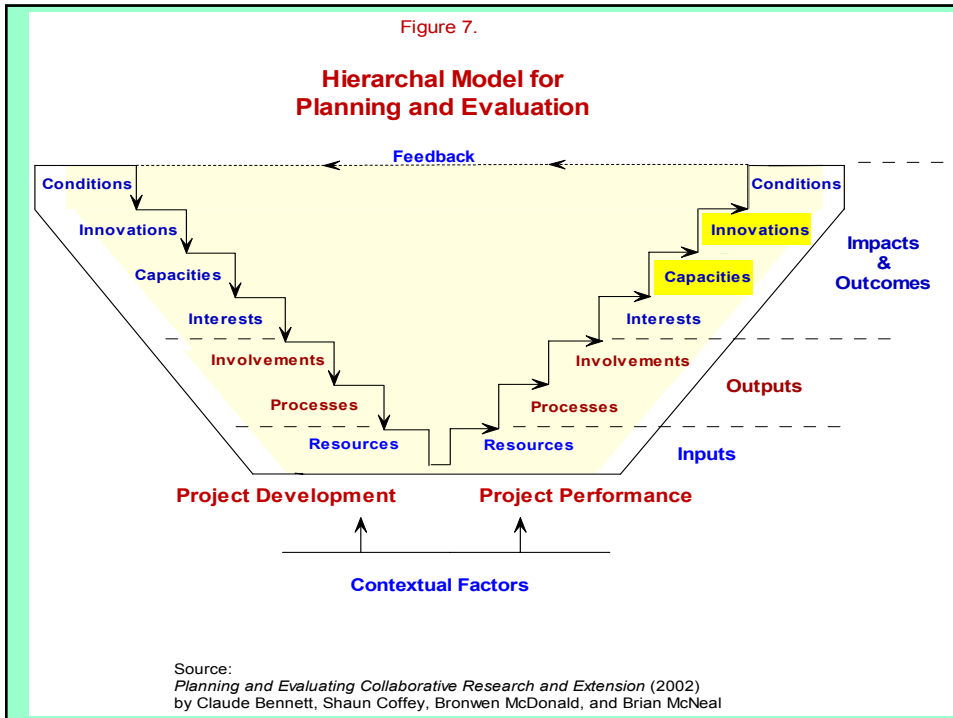 Figure 7.
Hierarchal Model for
Planning and Evaluation
Feedback
Conditions
Conditions
Innovations
Innovations
Impacts
&
Outcomes
Capacities
Capacities
Interests
Interests
Involvements
Involvements
Outputs
Processes
Processes
Resources
Resources
Inputs
Project Development
Project Performance
Contextual Factors
Source:
Planning and Evaluating Collaborative Research and Extension (2002)
by Claude Bennett, Shaun Coffey, Bronwen McDonald, and Brian McNeal